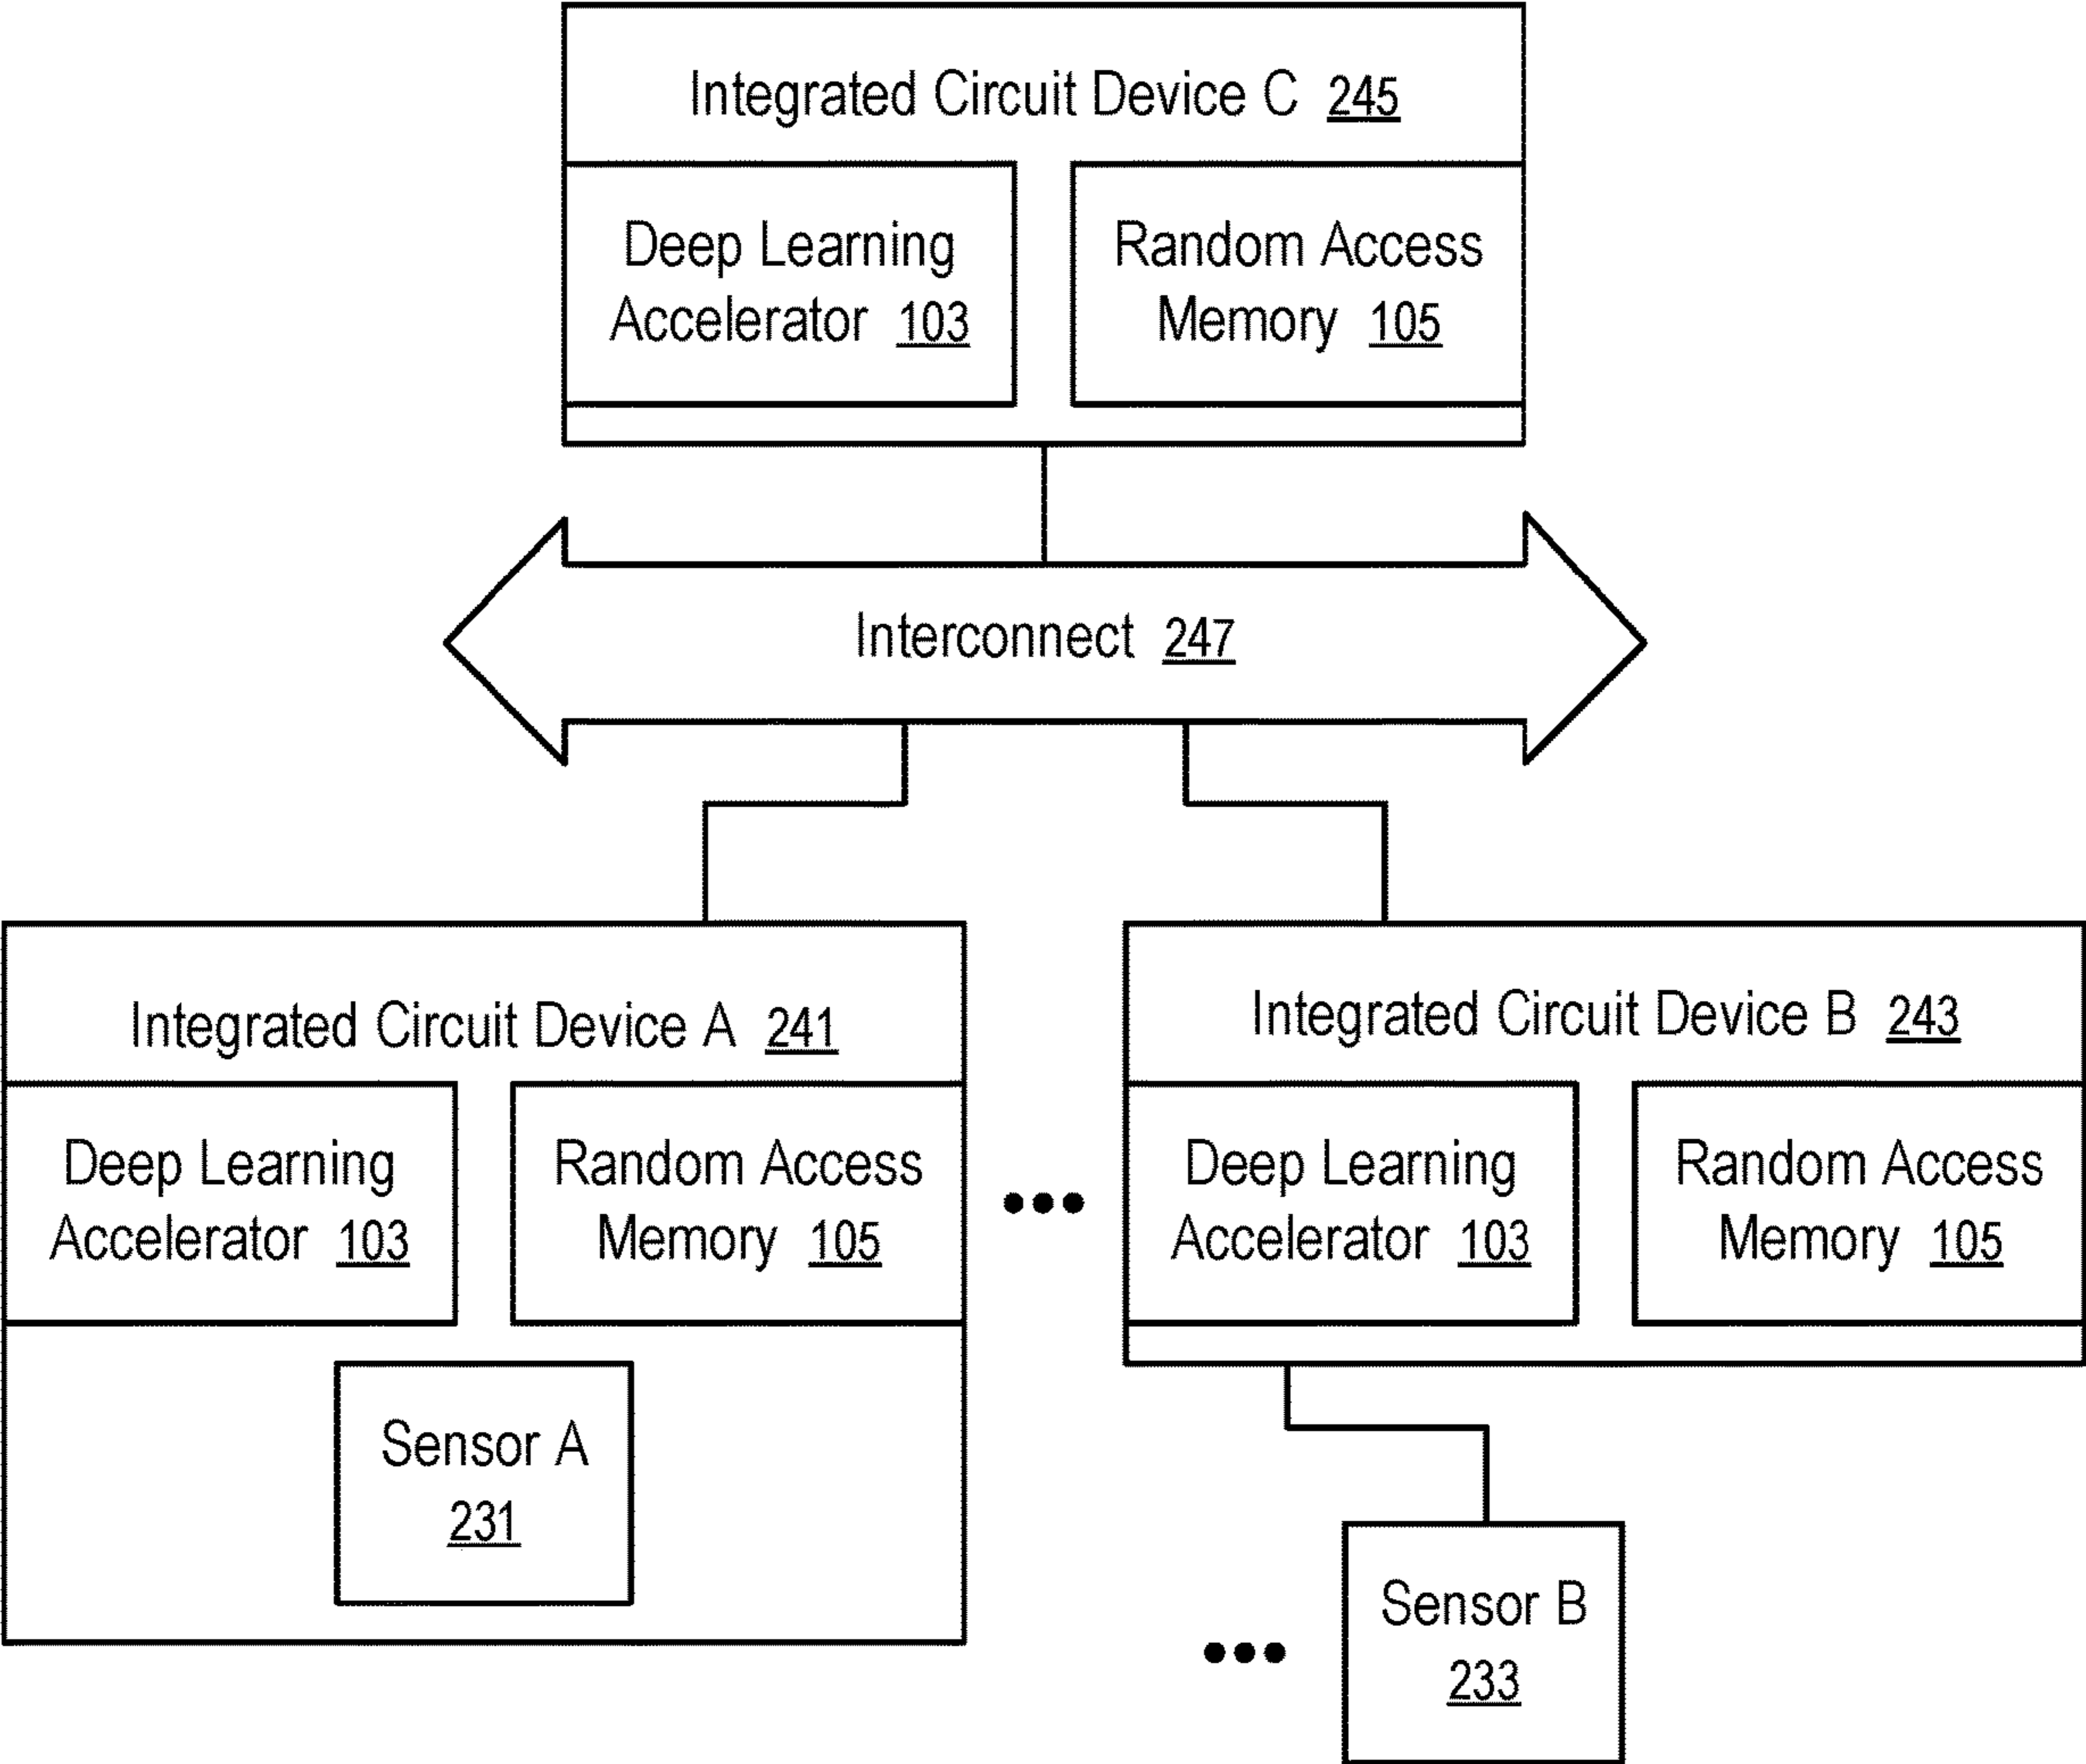 Integrated Circuit Device C 245
Deep Learning
Accelerator 103
Random Access
Memory 105
Interconnect 247
Integrated Circuit Device A 241
Deep Learning
Accelerator 103
Random Access
Memory 105
Sensor A
231
Integrated Circuit Device B 243
Deep Learning
Accelerator 103
Random Access
Memory 105
Sensor B
233